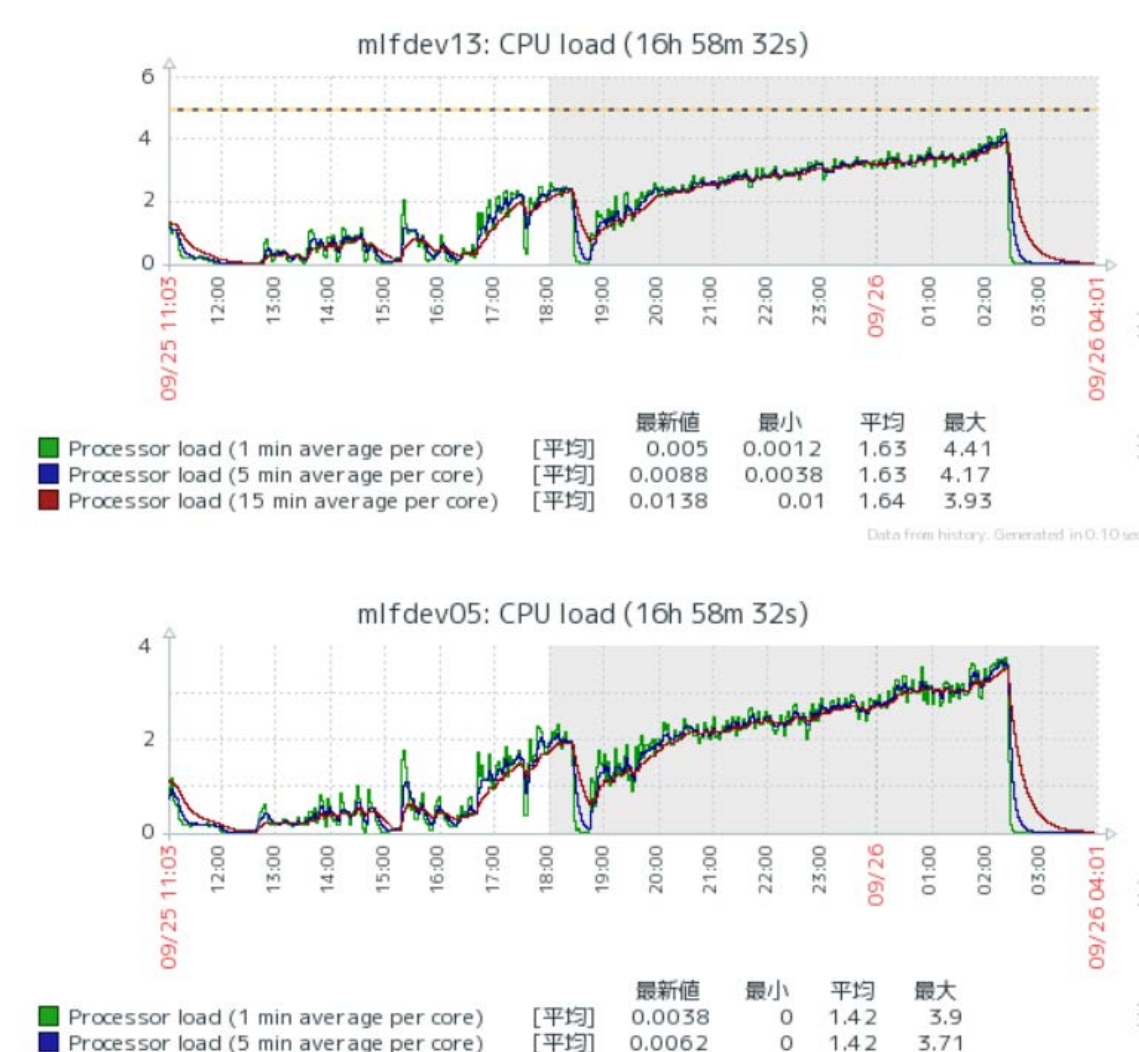 mlfdev13: CPU load (16h 58m 32s)
6
4
2
0
09/25 11:03 12:00 13:00 14:00 15:00 16:00 17:00 18:00 19:00 20:00 21:00 22:00 23:00 09/26 01:00 02:00 03:00 09/26 04:01
最新値 最小 平均 最大
Processor load (1 min average per core) [平均] 0.005 0.0012 1.63 4.41
Processor load (5 min average per core) [平均] 0.0088 0.0038 1.63 4.17
Processor load (15 min average per core) [平均] 0.0138 0.01 1.64 3.93
Data from history. Generated in 0.10 sec
mlfdev05: CPU load (16h 58m 32s)
4
2
0
09/25 11:03 12:00 13:00 14:00 15:00 16:00 17:00 18:00 19:00 20:00 21:00 22:00 23:00 09/26 01:00 02:00 03:00 09/26 04:01
最新値 最小 平均 最大
Processor load (1 min average per core) [平均] 0.0038 0 1.42 3.9
Processor load (5 min average per core) [平均] 0.0062 0 1.42 3.71